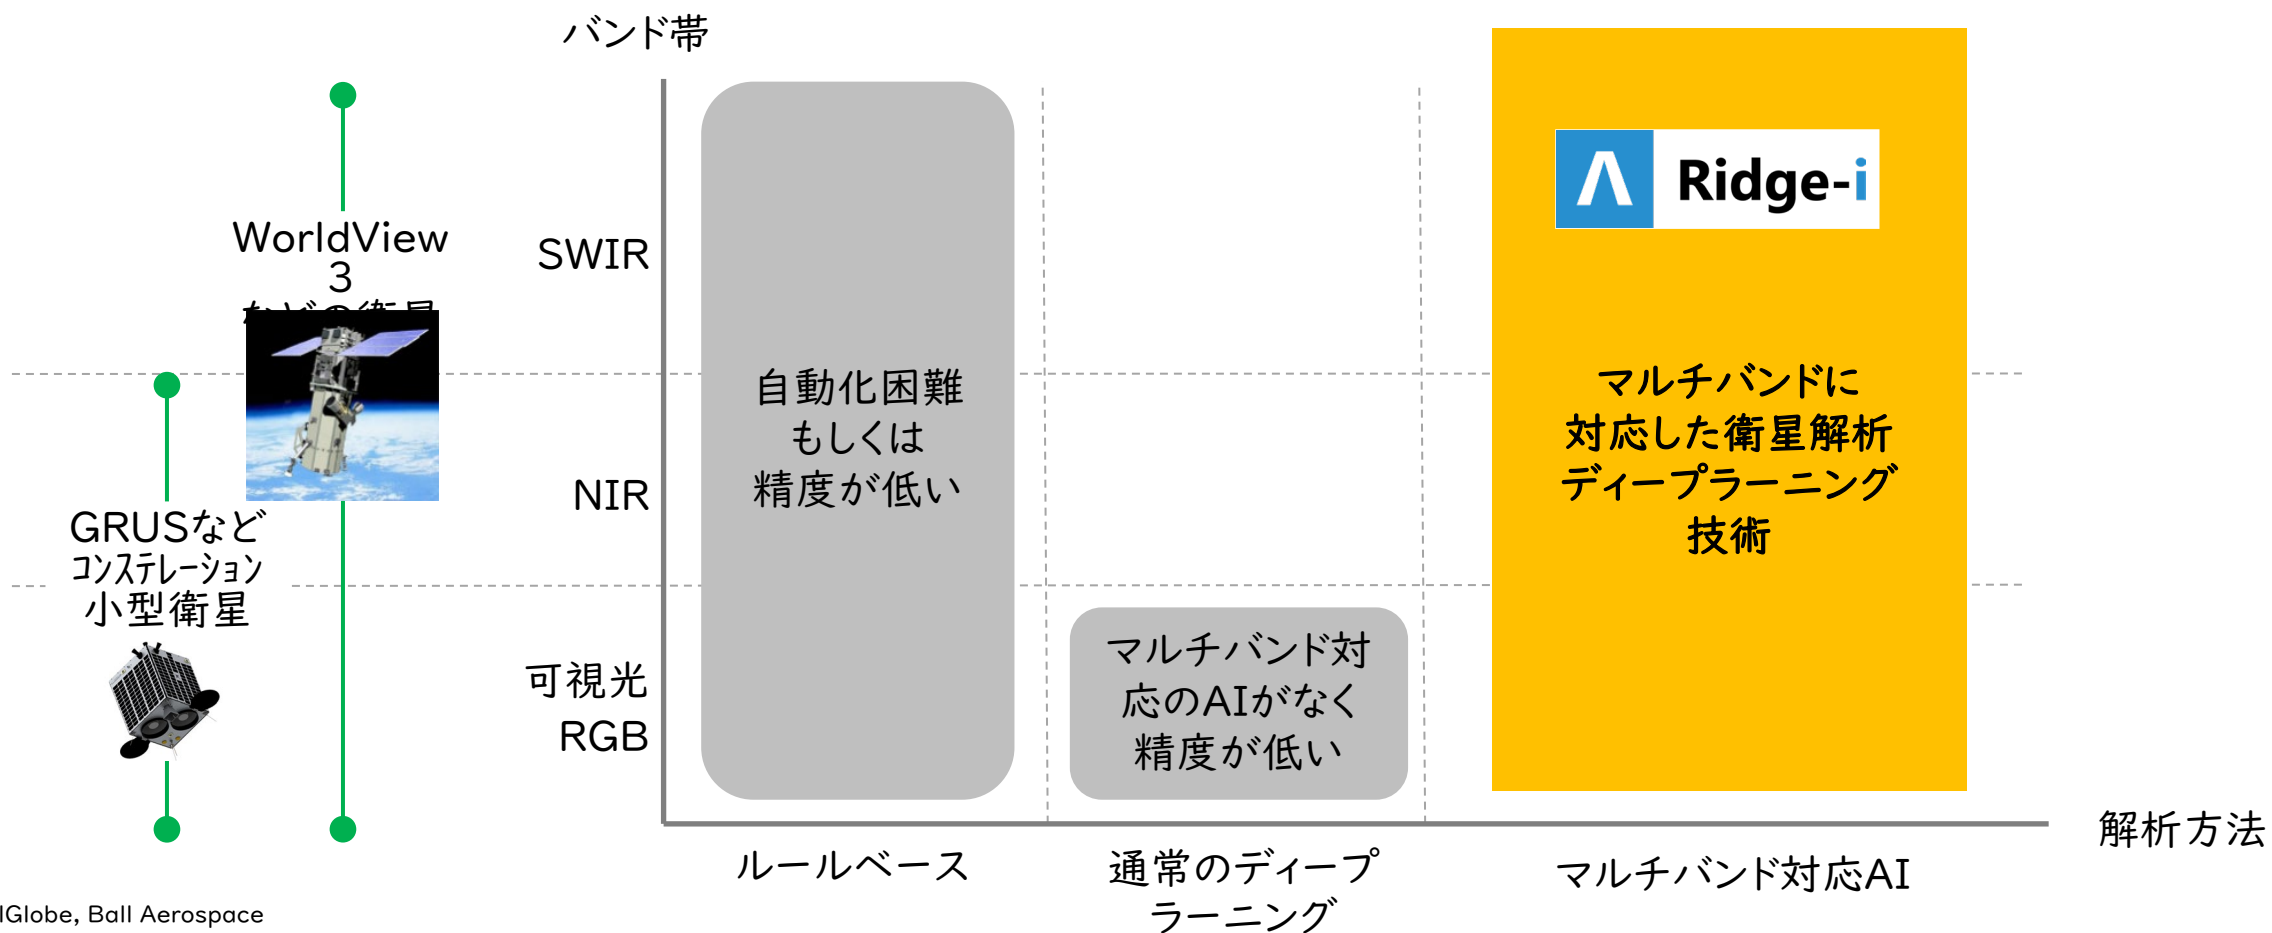 バンド帯
WorldView
3
などの衛星
SWIR
NIR
可視光
RGB
GRUSなど
コンステレーション
小型衛星
自動化困難
もしくは
精度が低い
マルチバンド対
応のAIがなく
精度が低い
Ridge-i
マルチバンドに
対応した衛星解析
ディープラーニング
技術
解析方法
ルールベース
通常のディープ
ラーニング
マルチバンド対応AI
lGlobe, Ball Aerospace